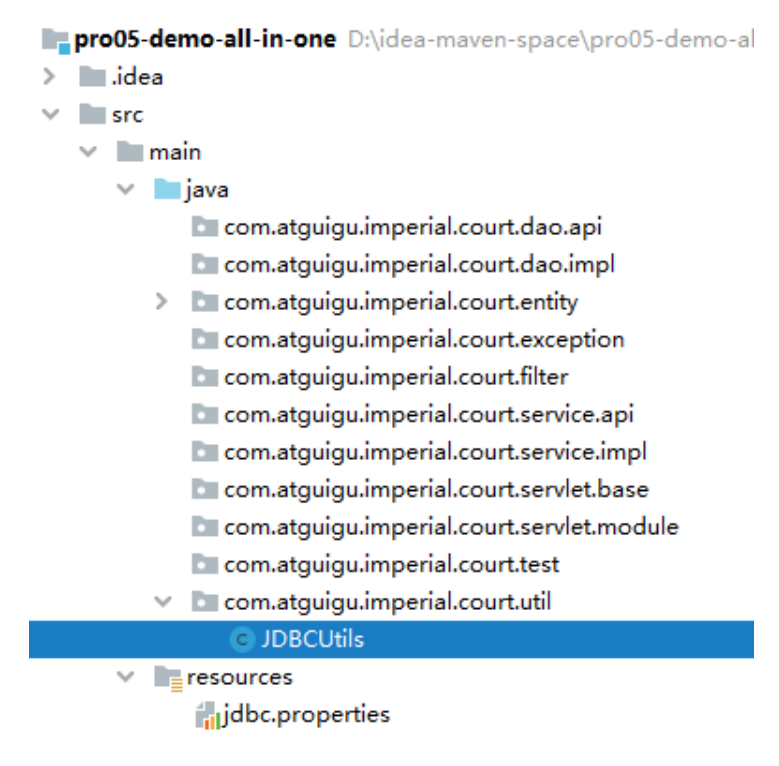 pro05-demo-all-in-one D:\idea-maven-space\pro05-demo-al
.idea
src
main
java
com.atguigu.imperial.court.dao.api
com.atguigu.imperial.court.dao.impl
com.atguigu.imperial.court.entity
com.atguigu.imperial.court.exception
com.atguigu.imperial.court.filter
com.atguigu.imperial.court.service.api
com.atguigu.imperial.court.service.impl
com.atguigu.imperial.court.servlet.base
com.atguigu.imperial.court.servlet.module
com.atguigu.imperial.court.test
com.atguigu.imperial.court.util
C JDBCUtils
resources
jdbc.properties